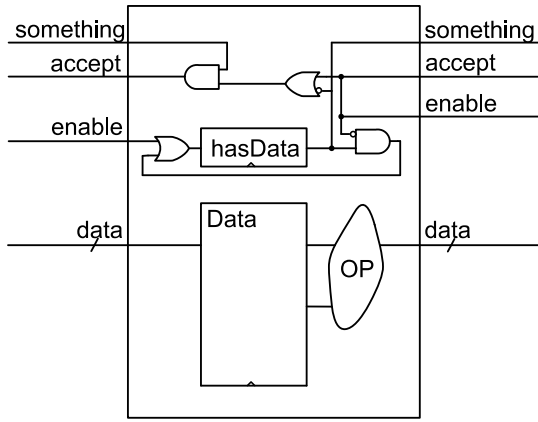 something
something
accept
accept
enable
enable
hasData
data
Data
data
OP